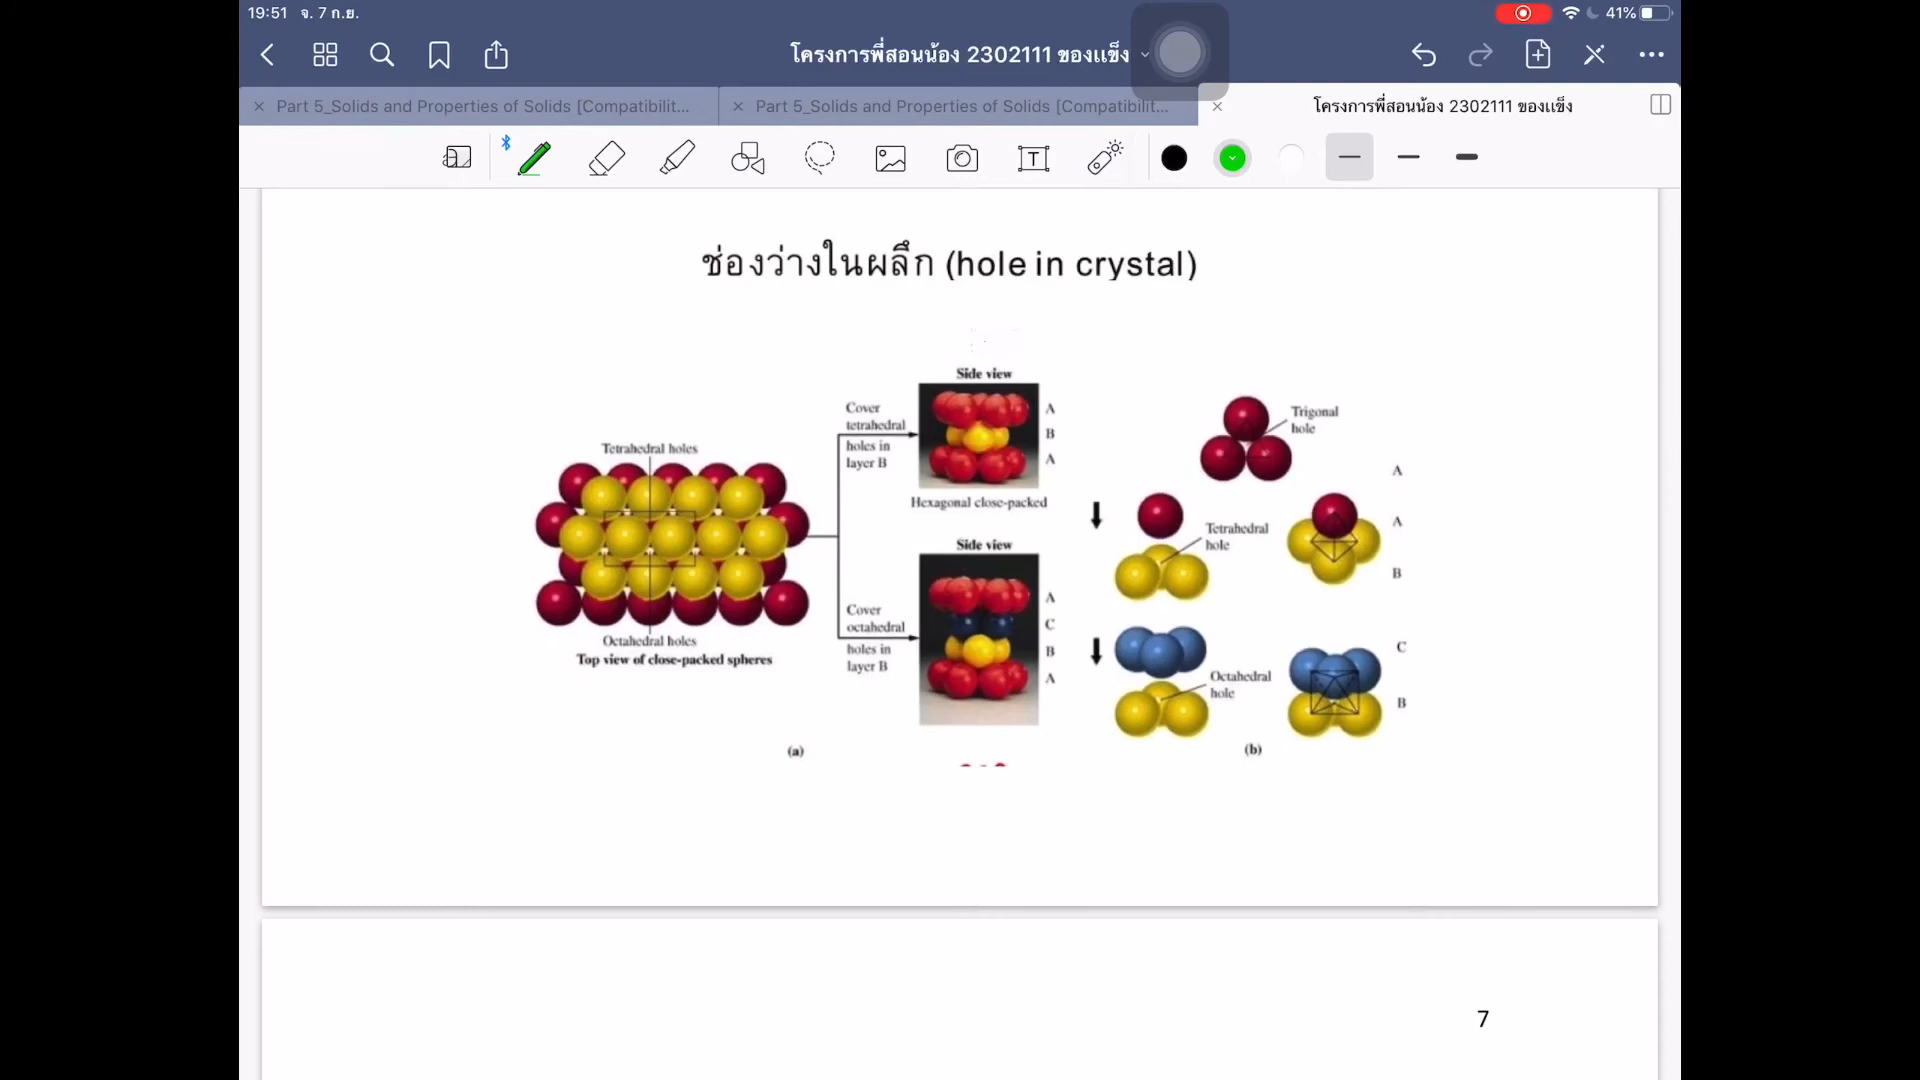 19:51 จ. 7 ก.ย.
41%
โครงการพี่สอนน้อง 2302111 ของแข็ง
Part 5_Solids and Properties of Solids [Compatibilit...
Part 5_Solids and Properties of Solids [Compatibilit...
โครงการพี่สอนน้อง 2302111 ของแข็ง
ช่องว่างในผลึก (hole in crystal)
Tetrahedral holes
Octahedral holes
Top view of close-packed spheres
Cover
tetrahedral
holes in
layer B
Side view
A
B
A
Hexagonal close-packed
Cover
octahedral
holes in
layer B
Side view
A
C
B
A
(a)
Trigonal
hole
A
Tetrahedral
hole
A
B
Octahedral
hole
C
B
(b)
7